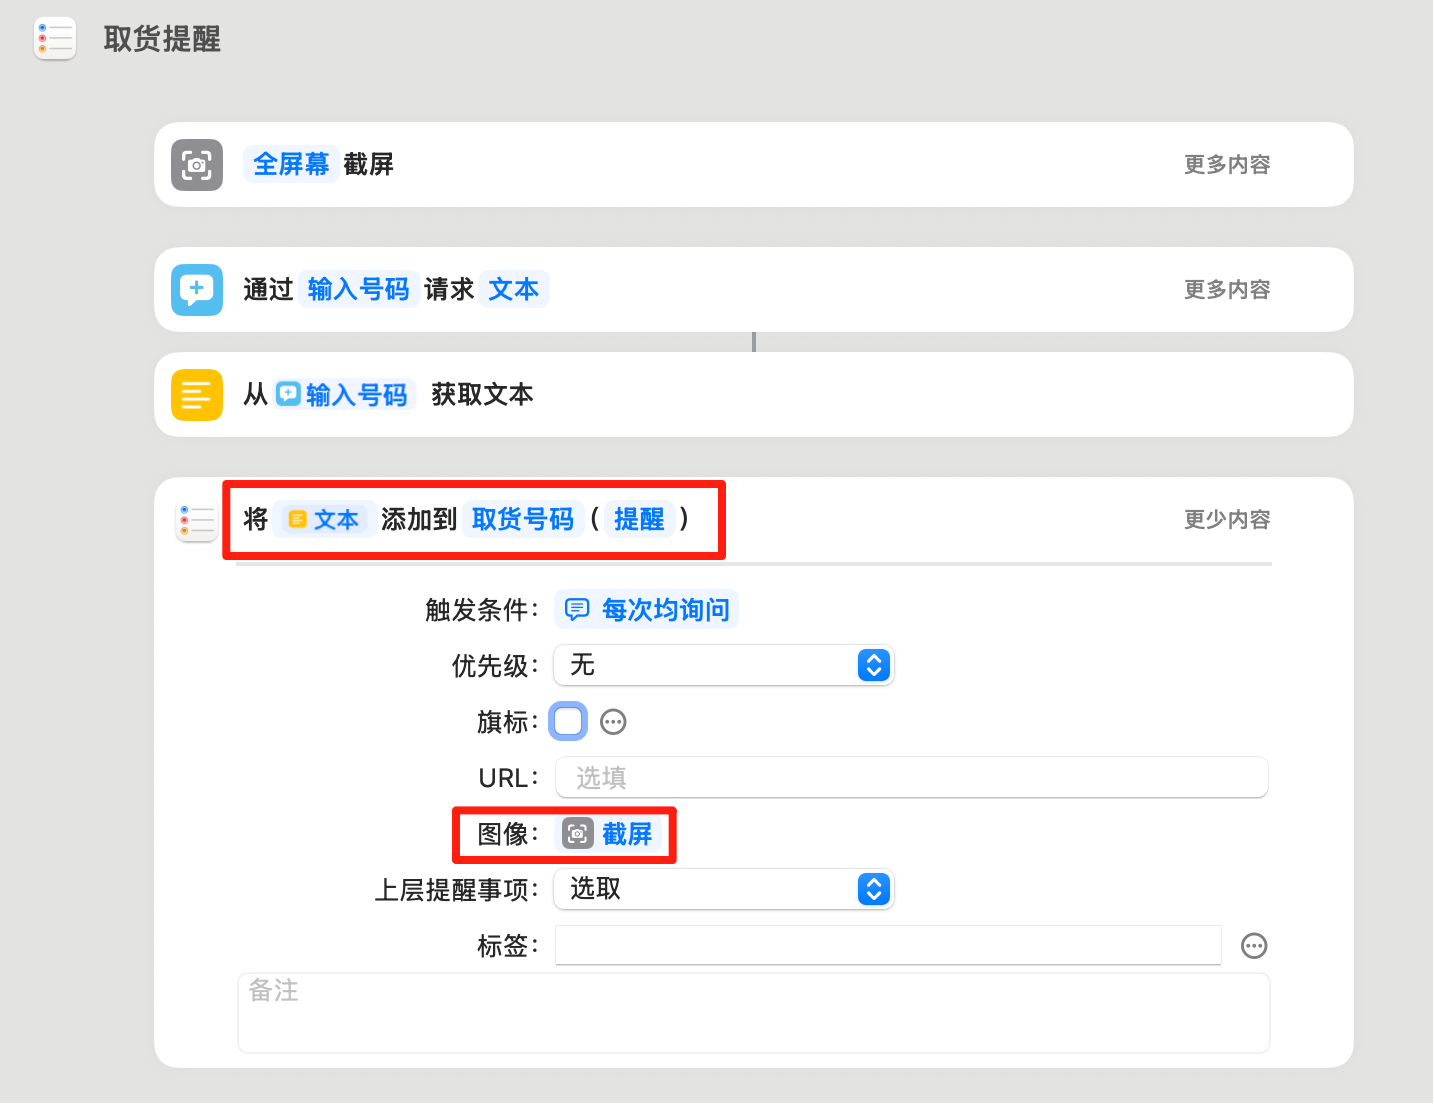 取货提醒
全屏幕 截屏 更多内容
通过 输入号码 请求 文本 更多内容
从 输入号码 获取文本
将 文本 添加到 取货号码 ( 提醒 ) 更少内容
触发条件: 每次均询问
优先级: 无
旗标:
URL: 选填
图像: 截屏
上层提醒事项: 选取
标签:
备注